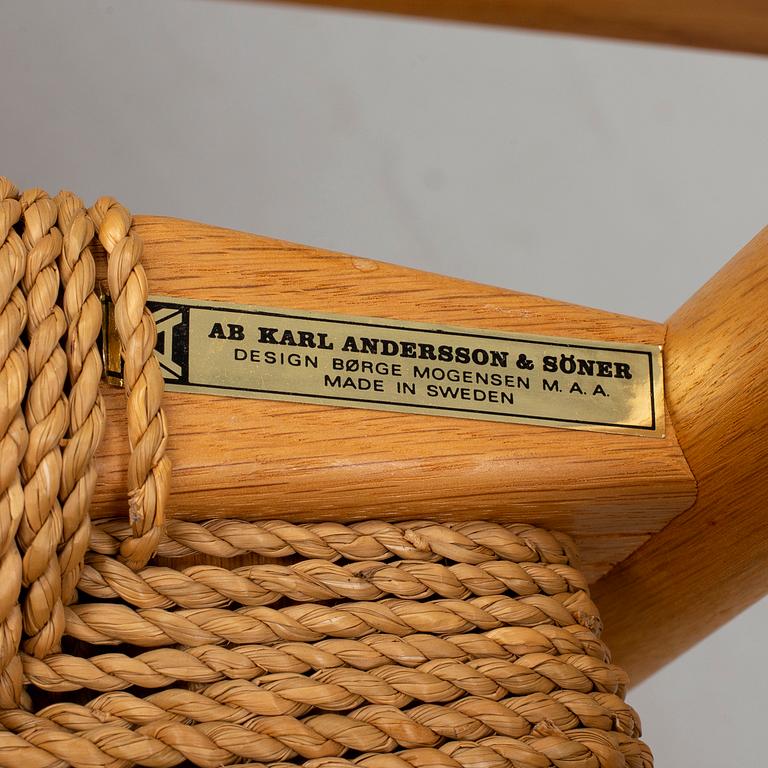 AB KARL ANDERSSON & SÖNER
DESIGN BØRGE MOGENSEN M.A.A.
MADE IN SWEDEN